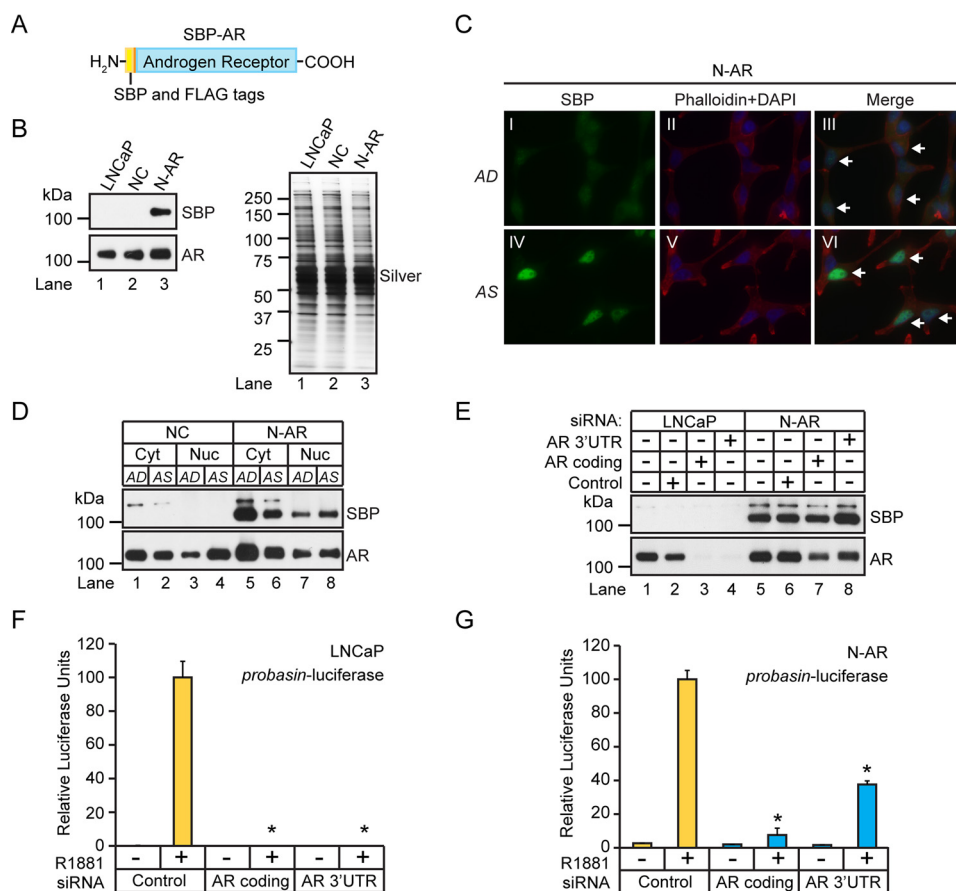 A
SBP-AR
H2N
Androgen Receptor
COOH
SBP and FLAG tags
B
LNCaP NC N-AR
kDa
100 SBP
100 AR
Lane 1 2 3
LNCaP NC N-AR
250
150
100
75
Silver
50
37
25
Lane 1 2 3
C
N-AR
SBP Phalloidin+DAPI Merge
AD I II III
AS IV V VI
D
NC N-AR
Cyt Nuc Cyt Nuc
AD AS AD AS AD AS AD AS
kDa
100 SBP
100 AR
Lane 1 2 3 4 5 6 7 8
E
siRNA: LNCaP N-AR
AR 3'UTR - - - + - - - +
AR coding - - + - - - + -
Control - + - - - + - -
kDa
100 SBP
100 AR
Lane 1 2 3 4 5 6 7 8
F
LNCaP
probasin-luciferase
Relative Luciferase Units
120
100
80
60
40
20
0
* *
R1881 - + - + - +
siRNA Control AR coding AR 3'UTR
G
N-AR
probasin-luciferase
Relative Luciferase Units
120
100
80
60
40
20
0
* *
R1881 - + - + - +
siRNA Control AR coding AR 3'UTR